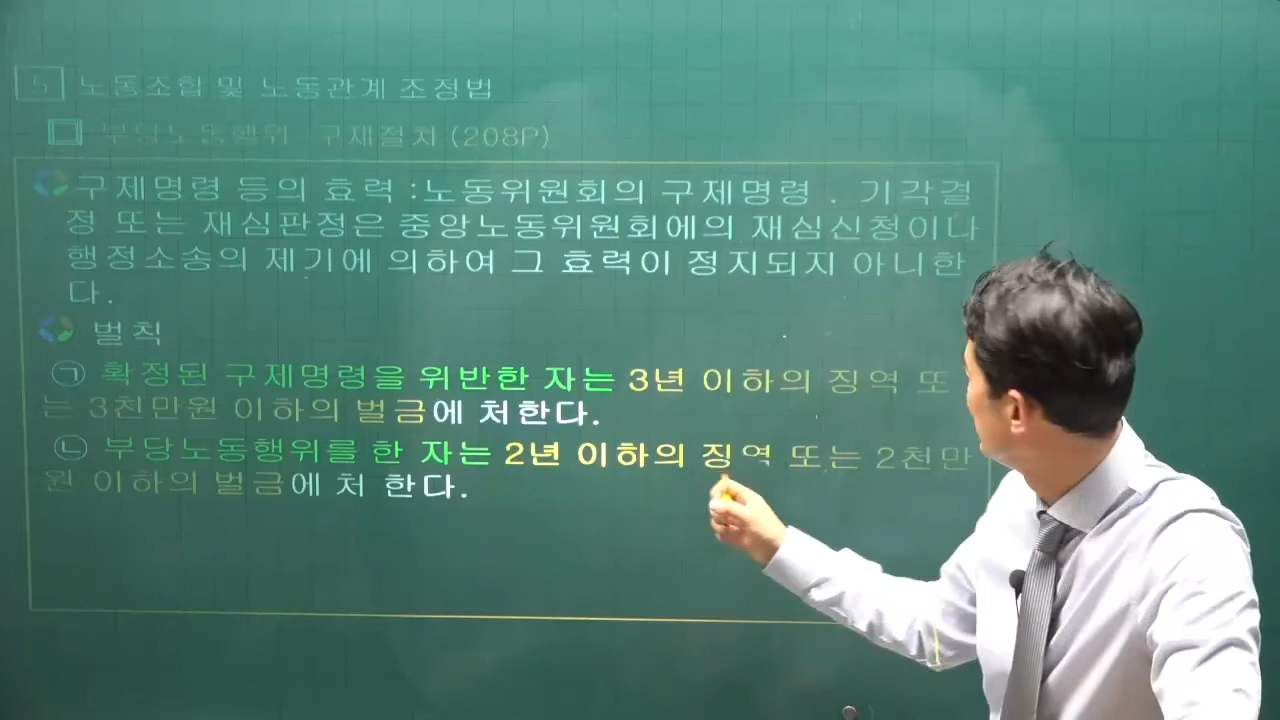 5 노동조합 및 노동관계 조정법
부당노동행위 구제절차 (208P)
구제명령 등의 효력 :노동위원회의 구제명령 . 기각결
정 또는 재심판정은 중앙노동위원회에의 재심신청이나
행정소송의 제기에 의하여 그 효력이 정지되지 아니한
다.
벌칙
㉠ 확정된 구제명령을 위반한 자는 3년 이하의 징역 또
는 3천만원 이하의 벌금에 처한다.
㉡ 부당노동행위를 한 자는 2년 이하의 징역 또는 2천만
원 이하의 벌금에 처 한다.